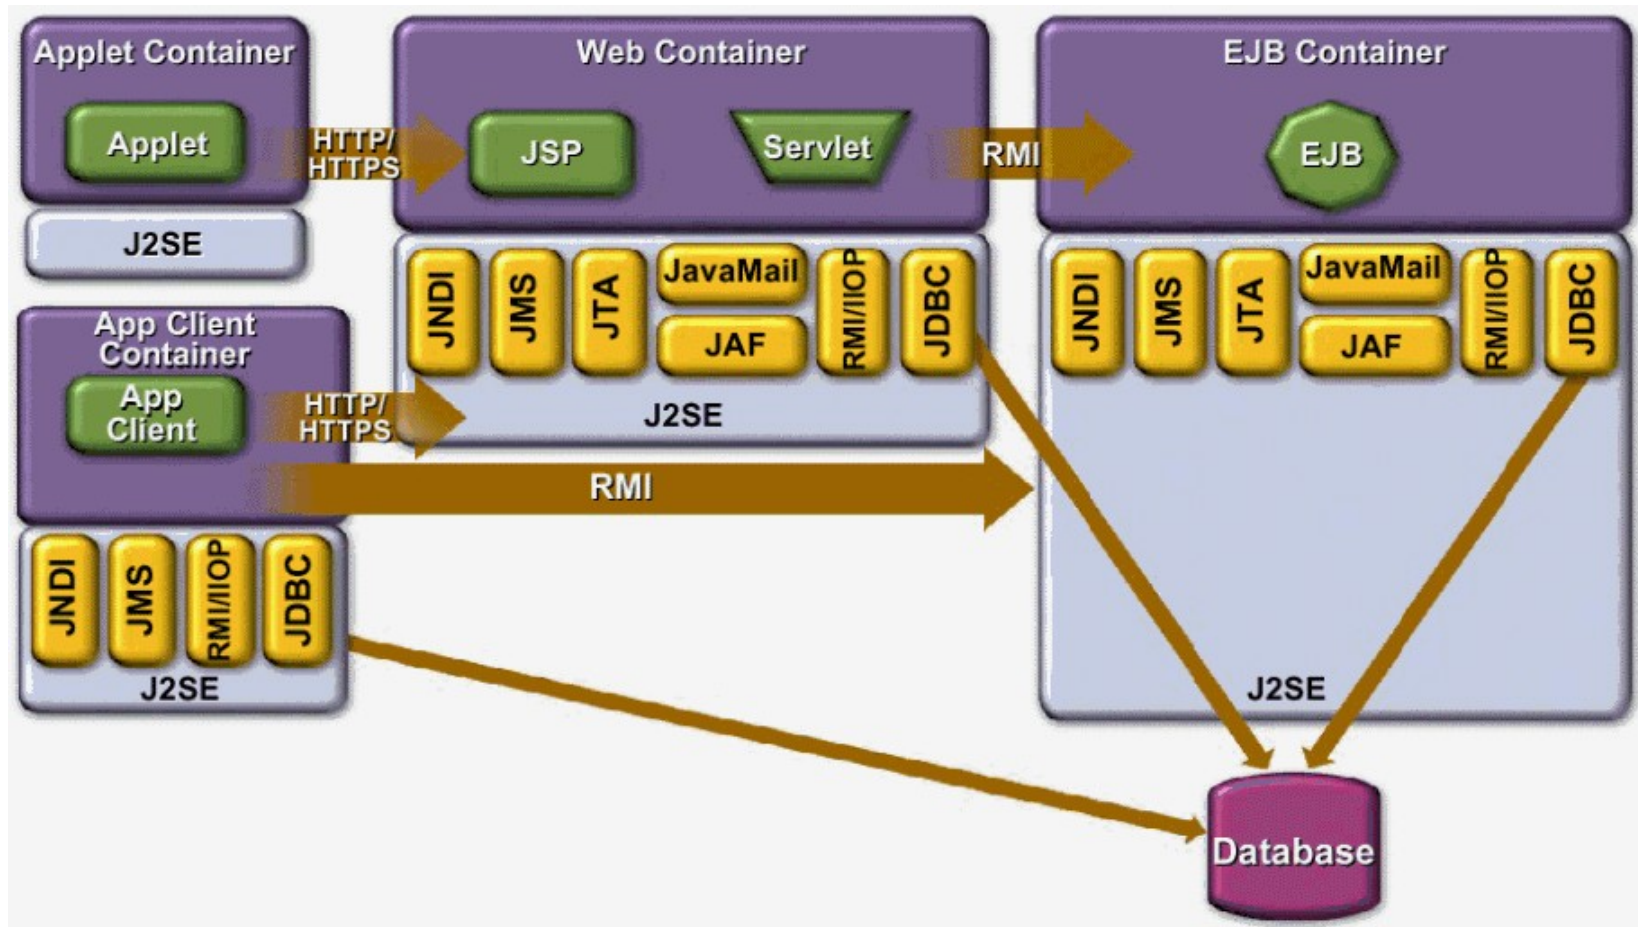 Applet Container
Applet
HTTP/
HTTPS
J2SE
Web Container
JSP
Servlet
RMI
JNDI
JMS
JTA
JavaMail
JAF
RMI/IIOP
JDBC
J2SE
EJB Container
EJB
JNDI
JMS
JTA
JavaMail
JAF
RMI/IIOP
JDBC
J2SE
App Client
Container
App
Client
HTTP/
HTTPS
RMI
JNDI
JMS
RMI/IIOP
JDBC
J2SE
Database